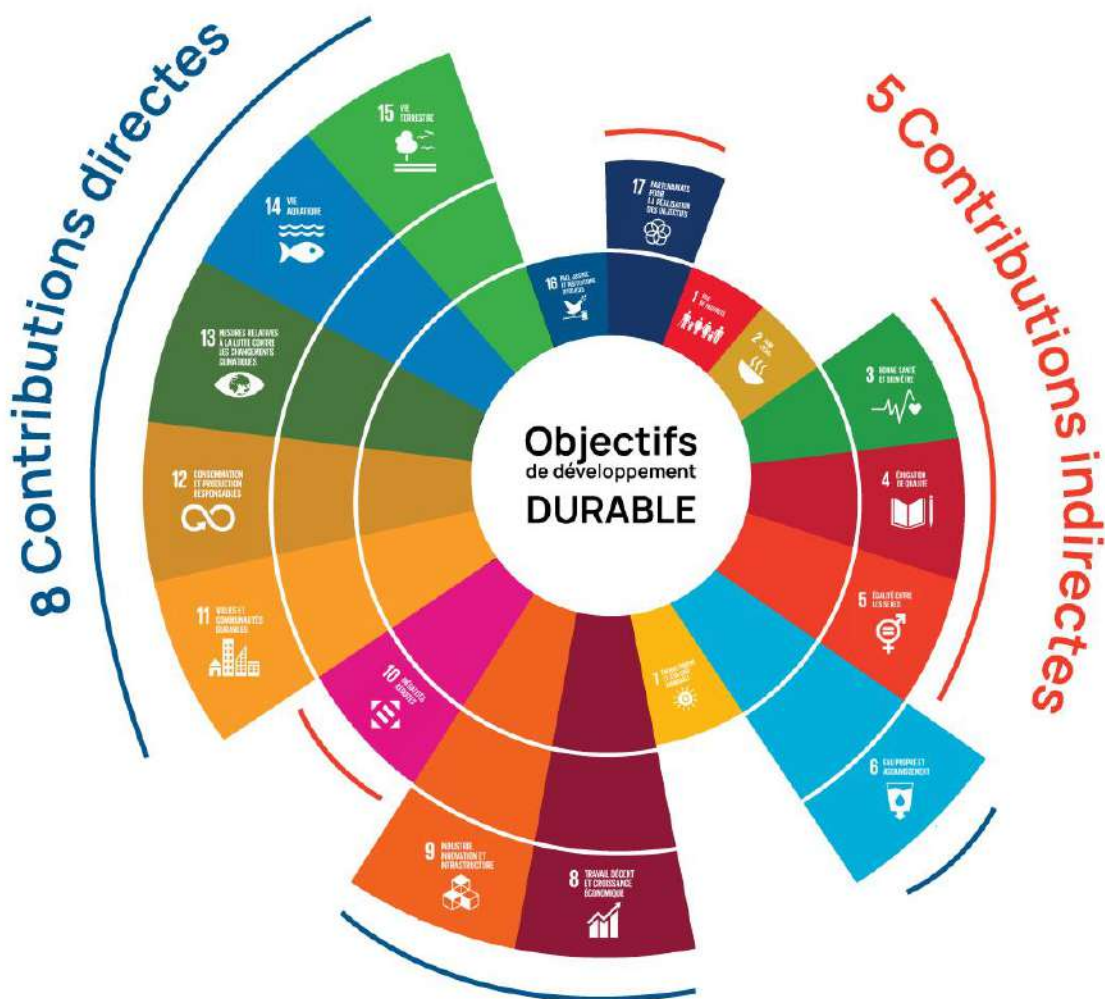 8 Contributions directes
5 Contributions indirectes
Objectifs
de développement
DURABLE
1
2
3 BONNE SANTÉ
ET BIEN-ÊTRE
4 ÉDUCATION
DE QUALITÉ
5 ÉGALITÉ ENTRE
LES SEXES
6 EAU PROPRE ET
ASSAINISSEMENT
7
8 TRAVAIL DÉCENT
ET CROISSANCE
ÉCONOMIQUE
9 INDUSTRIE,
INNOVATION ET
INFRASTRUCTURE
10 INÉGALITÉS
RÉDUITES
11 VILLES ET
COMMUNAUTÉS
DURABLES
12 CONSOMMATION
ET PRODUCTION
RESPONSABLES
13 MESURES RELATIVES
À LA LUTTE CONTRE
LES CHANGEMENTS
CLIMATIQUES
14 VIE
AQUATIQUE
15 VIE
TERRESTRE
16 PAIX, JUSTICE
ET INSTITUTIONS
EFFICACES
17 PARTENARIATS
POUR
LA RÉALISATION
DES OBJECTIFS